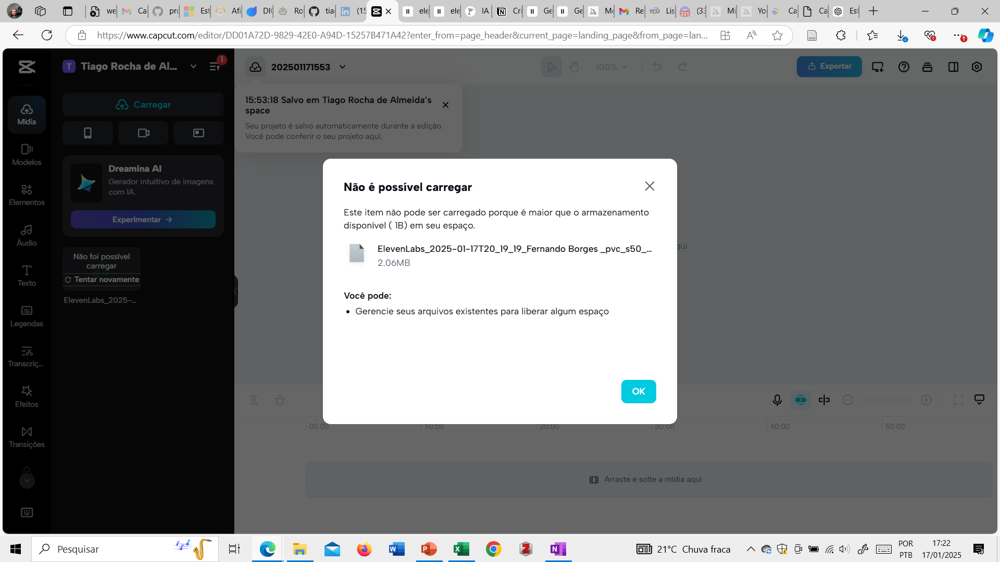 we
Ca
pro
Est
Afi
DIO
Ro
tia
(15
ele
ele
IA
Cri
Ge
Ge
Me
Re
Lis
(33
Mi
Yo
Ca
Ca
Est
https://www.capcut.com/editor/DD01A72D-9829-42E0-A94D-15257B471A42?enter_from=page_header&current_page=landing_page&from_page=lan...
T
Tiago Rocha de Al...
1
202501171553
100%
Exportar
Carregar
15:53:18 Salvo em Tiago Rocha de Almeida's
space
Seu projeto é salvo automaticamente durante a edição.
Você pode conferir o seu projeto aqui.
Mídia
Modelos
Elementos
Áudio
Texto
Legendas
Transcriç...
Efeitos
Transições
Dreamina AI
Gerador intuitivo de imagens
com IA.
Experimentar
Não foi possível
carregar
Tentar novamente
ElevenLabs_2025-...
Não é possível carregar
Este item não pode ser carregado porque é maior que o armazenamento
disponível ( 1B) em seu espaço.
ElevenLabs_2025-01-17T20_19_19_Fernando Borges _pvc_s50_...
2.06MB
Você pode:
Gerencie seus arquivos existentes para liberar algum espaço
OK
qui
00:00
10:00
20:00
30:00
40:00
50:00
Arraste e solte a mídia aqui
Pesquisar
21°C Chuva fraca
POR
PTB
17:22
17/01/2025